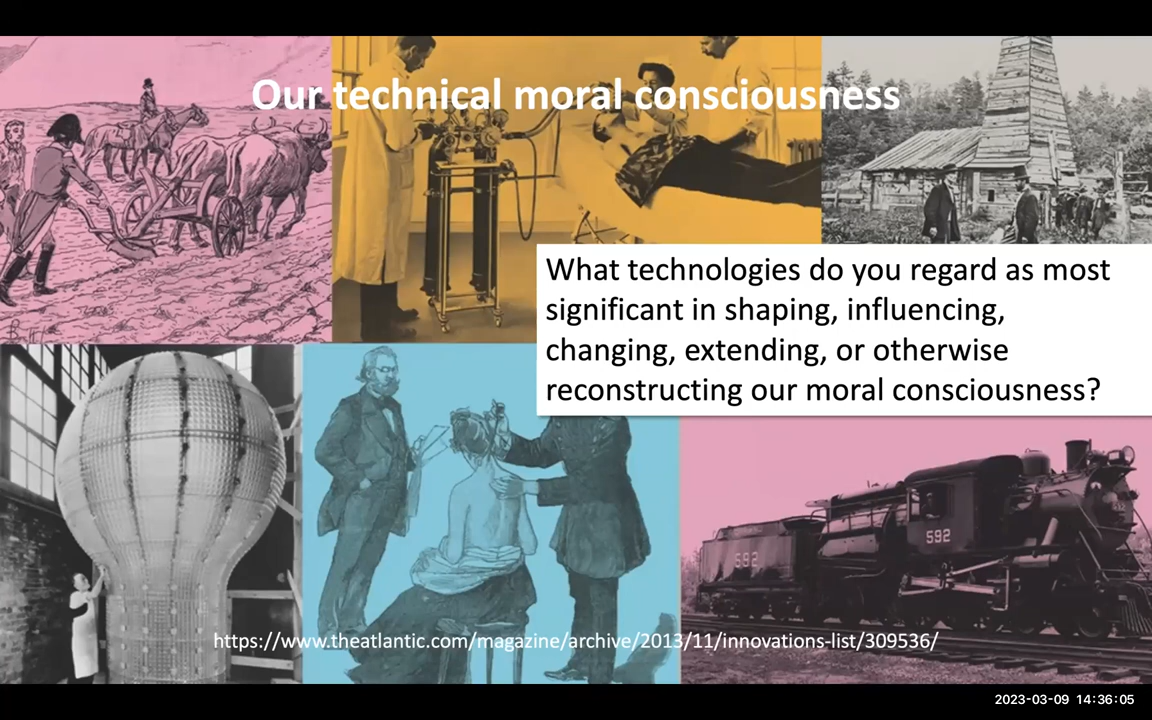 Our technical moral consciousness
What technologies do you regard as most
significant in shaping, influencing,
changing, extending, or otherwise
reconstructing our moral consciousness?
592
592
https://www.theatlantic.com/magazine/archive/2013/11/innovations-list/309536/
2023-03-09 14:36:05